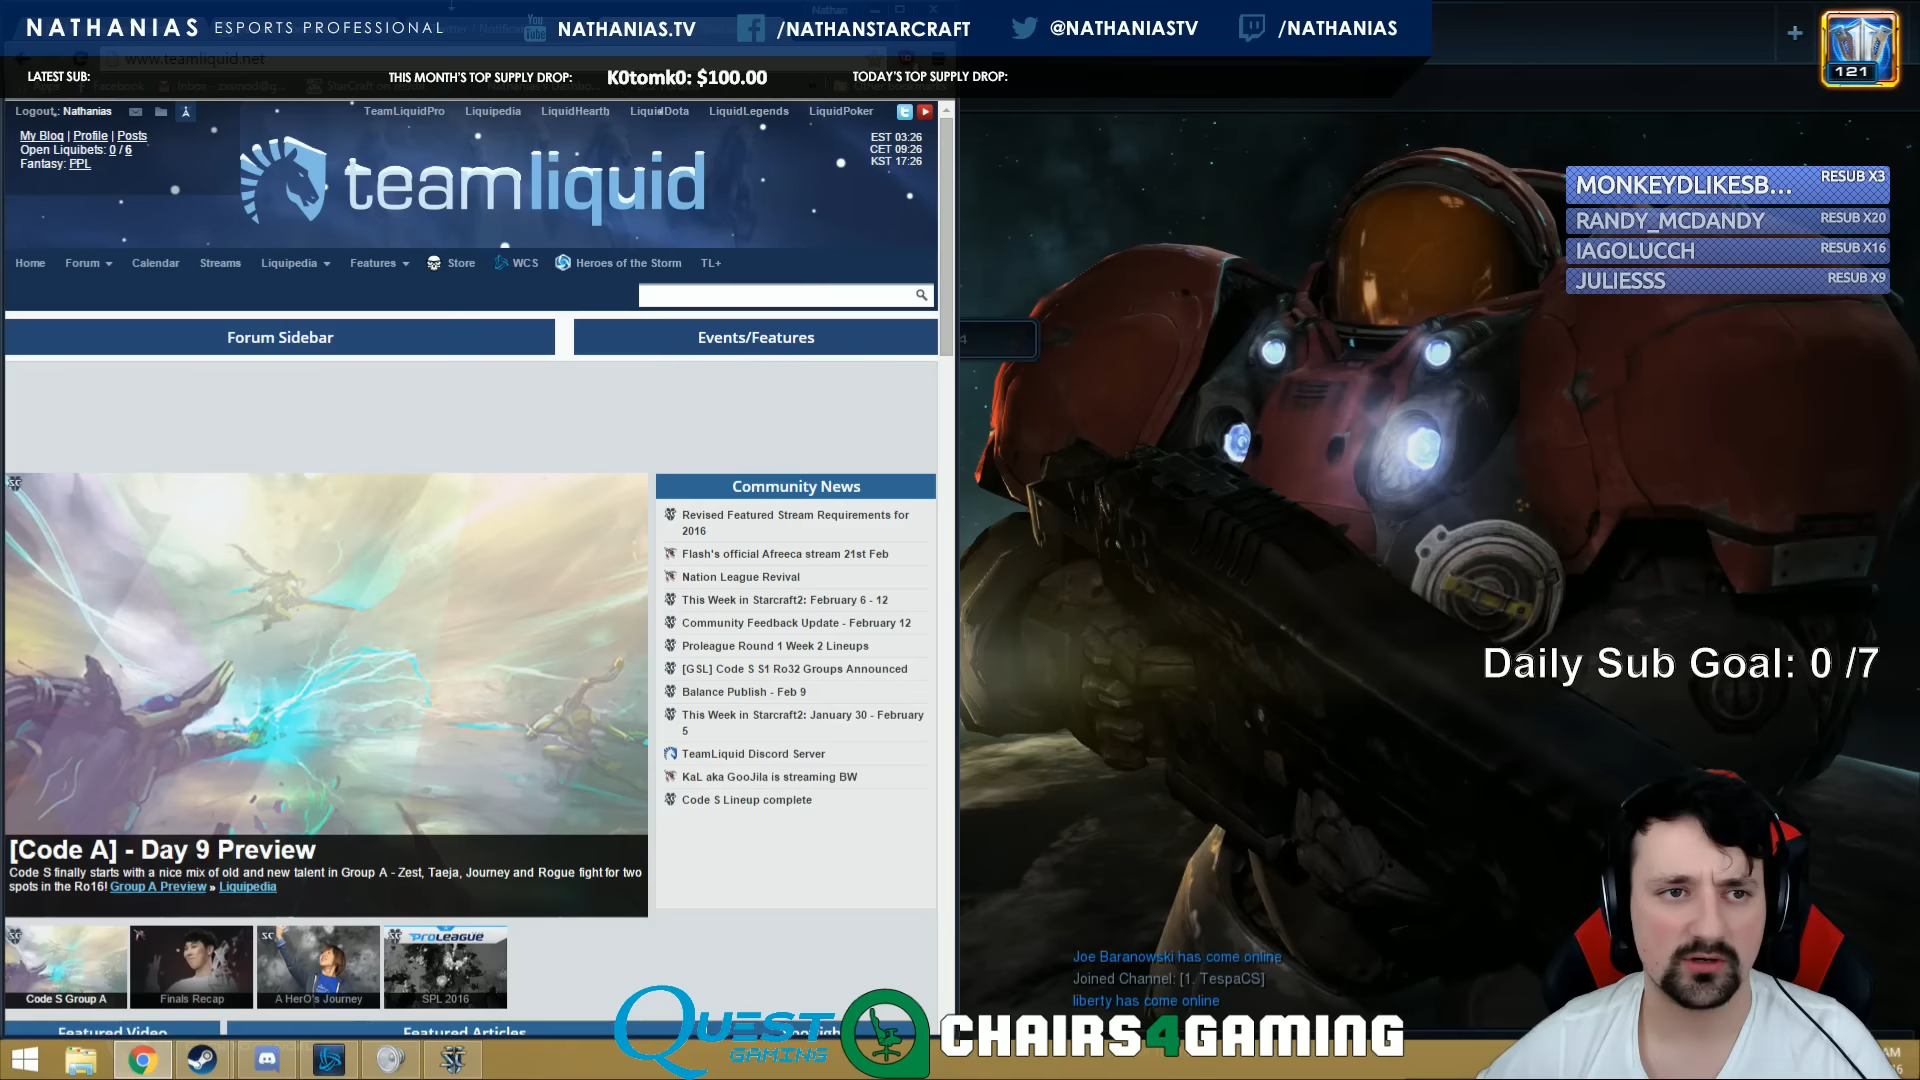 NATHANIAS ESPORTS PROFESSIONAL
You Tube NATHANIAS.TV
/NATHANSTARCRAFT
@NATHANIASTV
/NATHANIAS
121
www.teamliquid.net
LATEST SUB:
THIS MONTH'S TOP SUPPLY DROP: K0tomk0: $100.00
TODAY'S TOP SUPPLY DROP:
Logout: Nathanias
TeamLiquidPro Liquipedia LiquidHearth LiquidDota LiquidLegends LiquidPoker
My Blog | Profile | Posts
Open Liquibets: 0 / 6
Fantasy: PPL
EST 03:26
CET 09:26
KST 17:26
teamliquid
Home Forum Calendar Streams Liquipedia Features Store WCS Heroes of the Storm TL+
Forum Sidebar
Events/Features
Community News
Revised Featured Stream Requirements for
2016
Flash's official Afreeca stream 21st Feb
Nation League Revival
This Week in Starcraft2: February 6 - 12
Community Feedback Update - February 12
Proleague Round 1 Week 2 Lineups
[GSL] Code S S1 Ro32 Groups Announced
Balance Publish - Feb 9
This Week in Starcraft2: January 30 - February
5
TeamLiquid Discord Server
KaL aka GooJila is streaming BW
Code S Lineup complete
[Code A] - Day 9 Preview
Code S finally starts with a nice mix of old and new talent in Group A - Zest, Taeja, Journey and Rogue fight for two
spots in the Ro16! Group A Preview » Liquipedia
Code S Group A
Finals Recap
A HerO's Journey
PROLEAGUE
SPL 2016
Featured Video
Featured Articles
MONKEYDLIKESB... RESUB X3
RANDY_MCDANDY RESUB X20
IAGOLUCCH RESUB X16
JULIESSS RESUB X9
Daily Sub Goal: 0 /7
Joe Baranowski has come online
Joined Channel: [1. TespaCS]
liberty has come online
QUEST GAMING
CHAIRS4GAMING